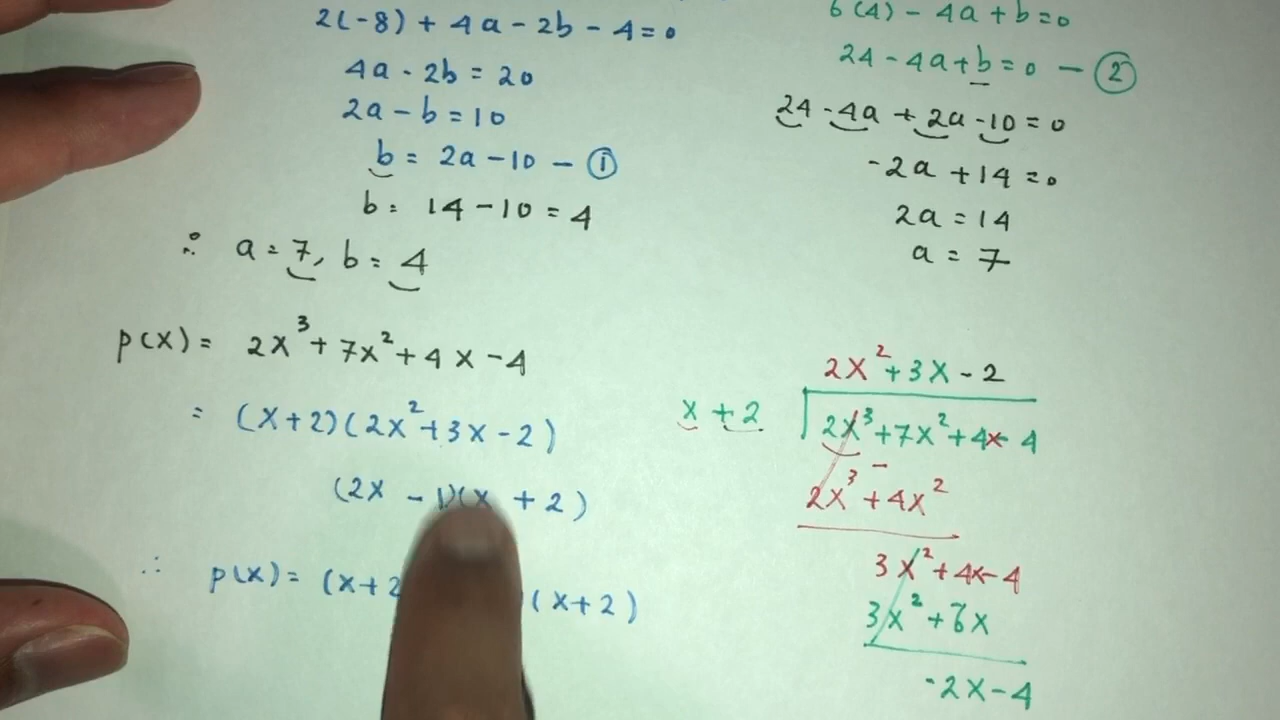 2(-8) + 4a - 2b - 4 = 0
4a - 2b = 20
2a - b = 10
b = 2a - 10 - ①
b = 14 - 10 = 4
∴ a = 7, b = 4
p(x) = 2x³ + 7x² + 4x - 4
= (x+2)(2x² + 3x - 2)
(2x - 1)(x + 2)
∴ p(x) = (x+2 (x+2)
6(4) - 4a + b = 0
24 - 4a + b = 0 - ②
24 - 4a + 2a - 10 = 0
-2a + 14 = 0
2a = 14
a = 7
2x² + 3x - 2
x + 2 2x³ + 7x² + 4x - 4
2x³ + 4x²
3x² + 4x - 4
3x² + 6x
-2x - 4